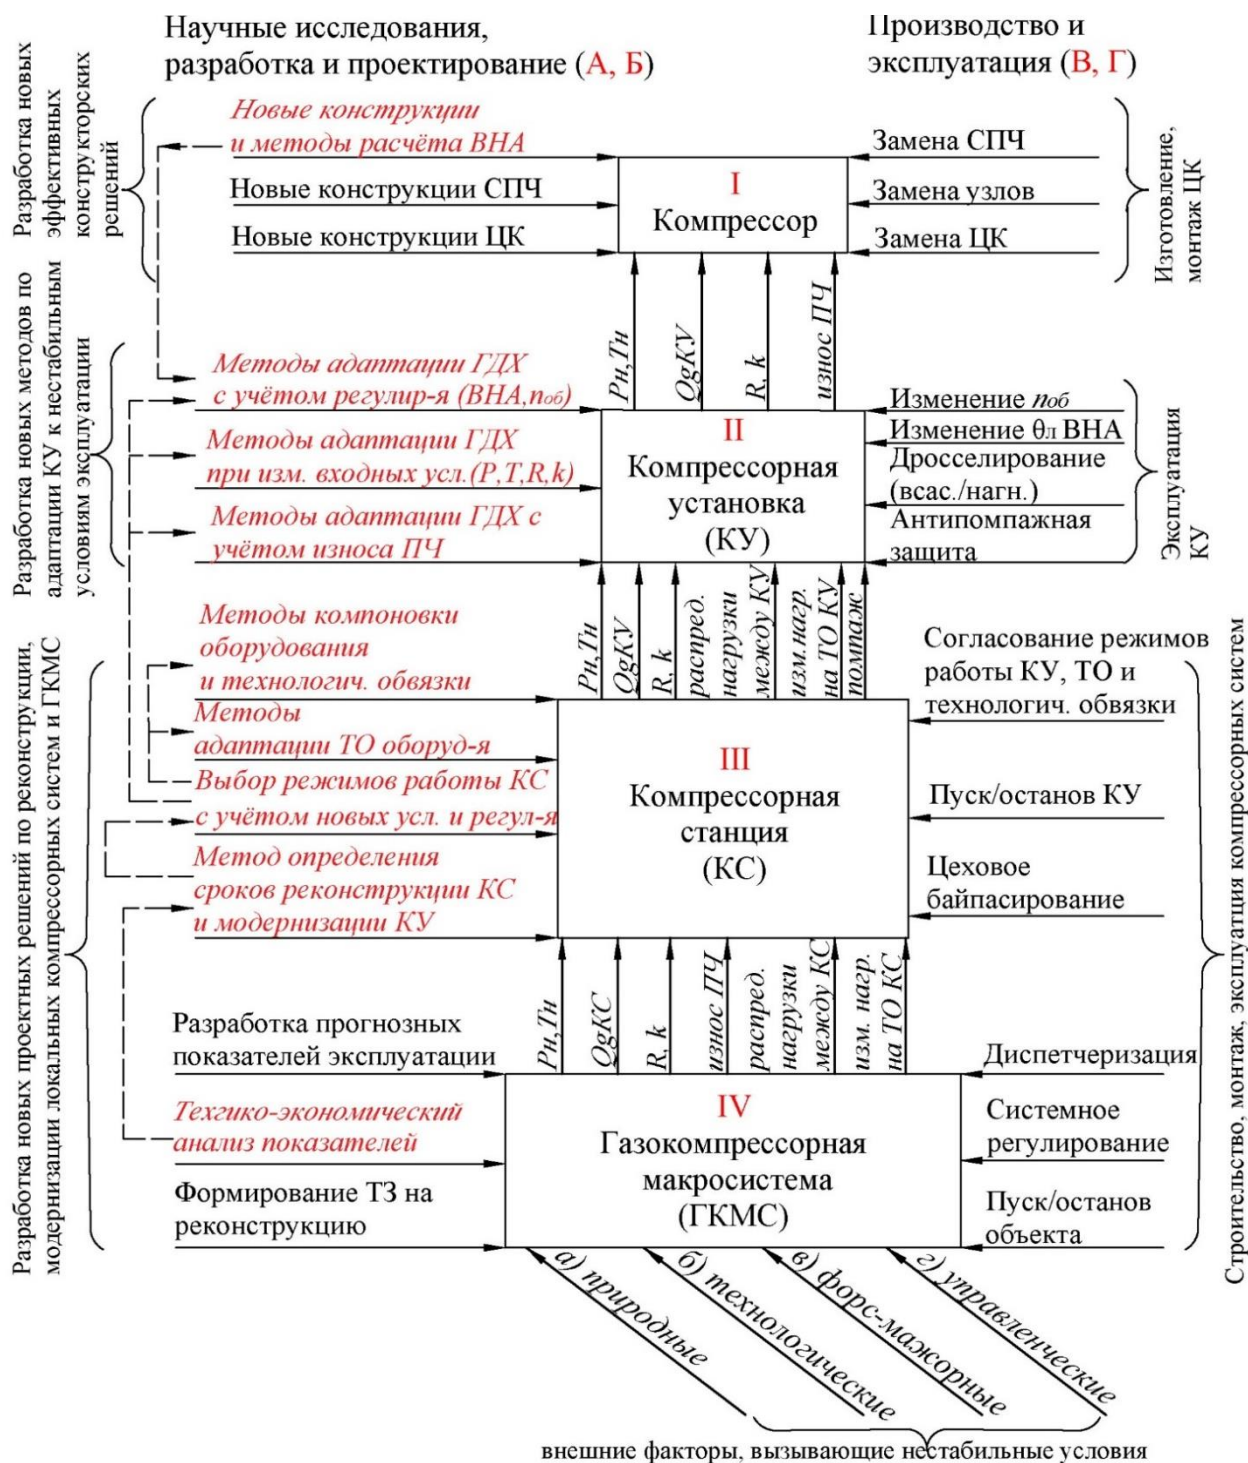 Научные исследования,
разработка и проектирование (А, Б)
Производство и
эксплуатация (В, Г)
Разработка новых
эффективных
конструкторских
решений
Новые конструкции
и методы расчёта ВНА
Новые конструкции СПЧ
Новые конструкции ЦК
I
Компрессор
Замена СПЧ
Замена узлов
Замена ЦК
Изготовление,
монтаж ЦК
Рн,Тн
QgКУ
R, k
износ ПЧ
Разработка новых методов по
адаптации КУ к нестабильным
условиям эксплуатации
Методы адаптации ГДХ
с учётом регулир-я (ВНА,nоб)
Методы адаптации ГДХ
при изм. входных усл.(P,T,R,k)
Методы адаптации ГДХ с
учётом износа ПЧ
II
Компрессорная
установка
(КУ)
Изменение nоб
Изменение θл ВНА
Дросселирование
(всас./нагн.)
Антипомпажная
защита
Эксплуатация
КУ
Рн,Тн
QgКУ
R, k
распред.
нагрузки
между КУ
изм.нагр.
на ТО КУ
помпаж
Разработка новых проектных решений по реконструкции,
модернизации локальных компрессорных систем и ГКМС
Методы компоновки
оборудования
и технологич. обвязки
Методы
адаптации ТО оборуд-я
Выбор режимов работы КС
с учётом новых усл. и регул-я
Метод определения
сроков реконструкции КС
и модернизации КУ
III
Компрессорная
станция
(КС)
Согласование режимов
работы КУ, ТО и
технологич. обвязки
Пуск/останов КУ
Цеховое
байпасирование
Строительство, монтаж, эксплуатция компрессорных систем
Рн,Тн
QgКС
R, k
износ ПЧ
распред.
нагрузки
между КС
изм. нагр.
на ТО КС
Разработка прогнозных
показателей эксплуатации
Техгико-экономический
анализ показателей
Формирование ТЗ на
реконструкцию
IV
Газокомпрессорная
макросистема
(ГКМС)
Диспетчеризация
Системное
регулирование
Пуск/останов
объекта
а) природные
б) технологические
в) форс-мажорные
г) управленческие
внешние факторы, вызывающие нестабильные условия